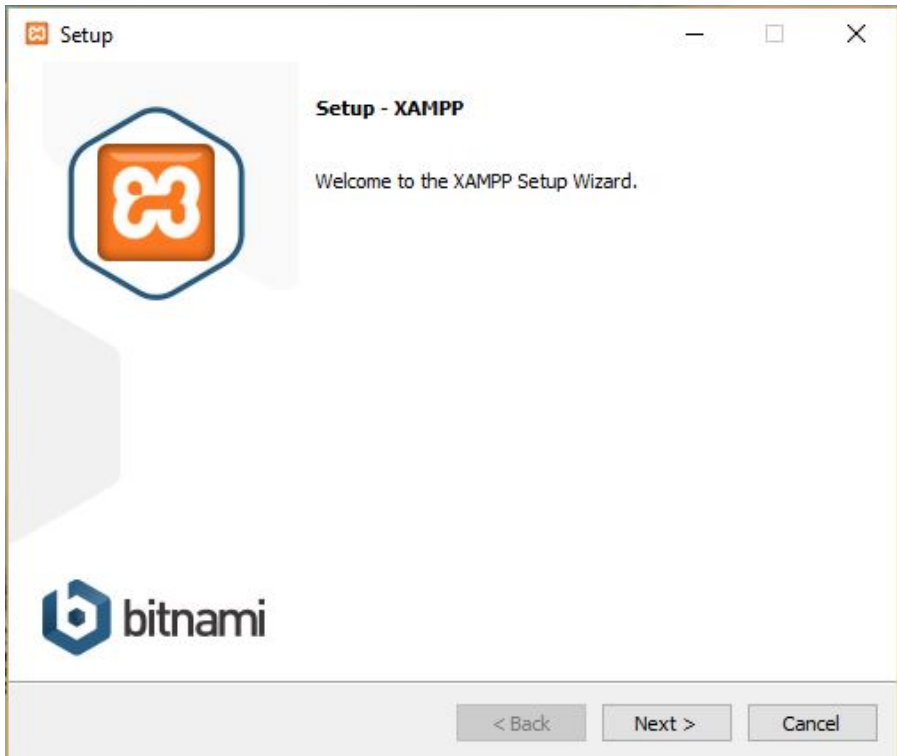 Setup
Setup - XAMPP
Welcome to the XAMPP Setup Wizard.
bitnami
< Back
Next >
Cancel